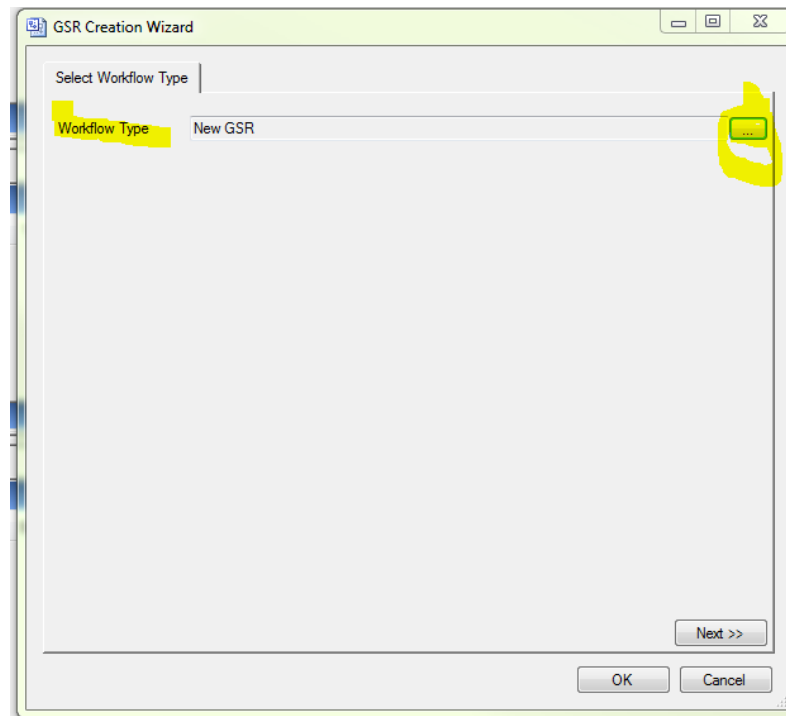 GSR Creation Wizard
Select Workflow Type
Workflow Type New GSR ...
Next >>
OK Cancel